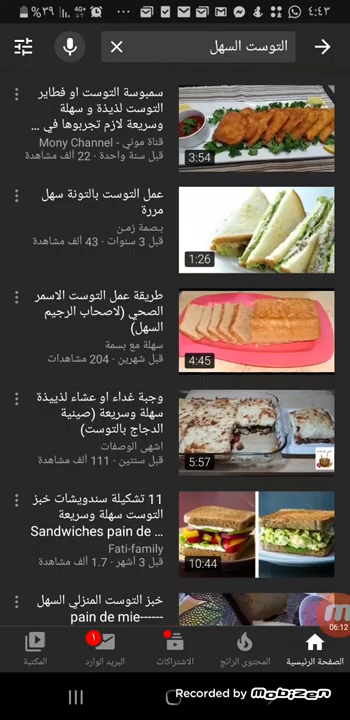 ٤:٤٣
%٣٩
4G+
التوست السهل
سمبوسة التوست او فطاير
التوست لذيذة و سهلة
وسريعة لازم تجربوها في ...
قناة موني - Mony Channel
قبل سنة واحدة · 22 ألف مشاهدة
3:54
عمل التوست بالتونة سهل
مررة
بـصمة زمـن
قبل 3 سنوات · 43 ألف مشاهدة
1:26
طريقة عمل التوست الاسمر
الصحي (لاصحاب الرجيم
السهل)
سهلة مع بسمة
قبل شهرين · 204 مشاهدات
4:45
وجبة غداء او عشاء لذييذة
سهلة وسريعة (صينية
الدجاج بالتوست)
اشهى الوصفات
قبل سنتين · 111 ألف مشاهدة
5:57
11 تشكيلة سندويشات خبز
التوست سهلة وسريعة
Sandwiches pain de ...
Fati-family
قبل 3 أشهر · 1.7 ألف مشاهدة
10:44
خبز التوست المنزلي السهل
pain de mie------
06:12
الصفحة الرئيسية
المحتوى الرائج
الاشتراكات
البريد الوارد
١
المكتبة
Recorded by Mobizen